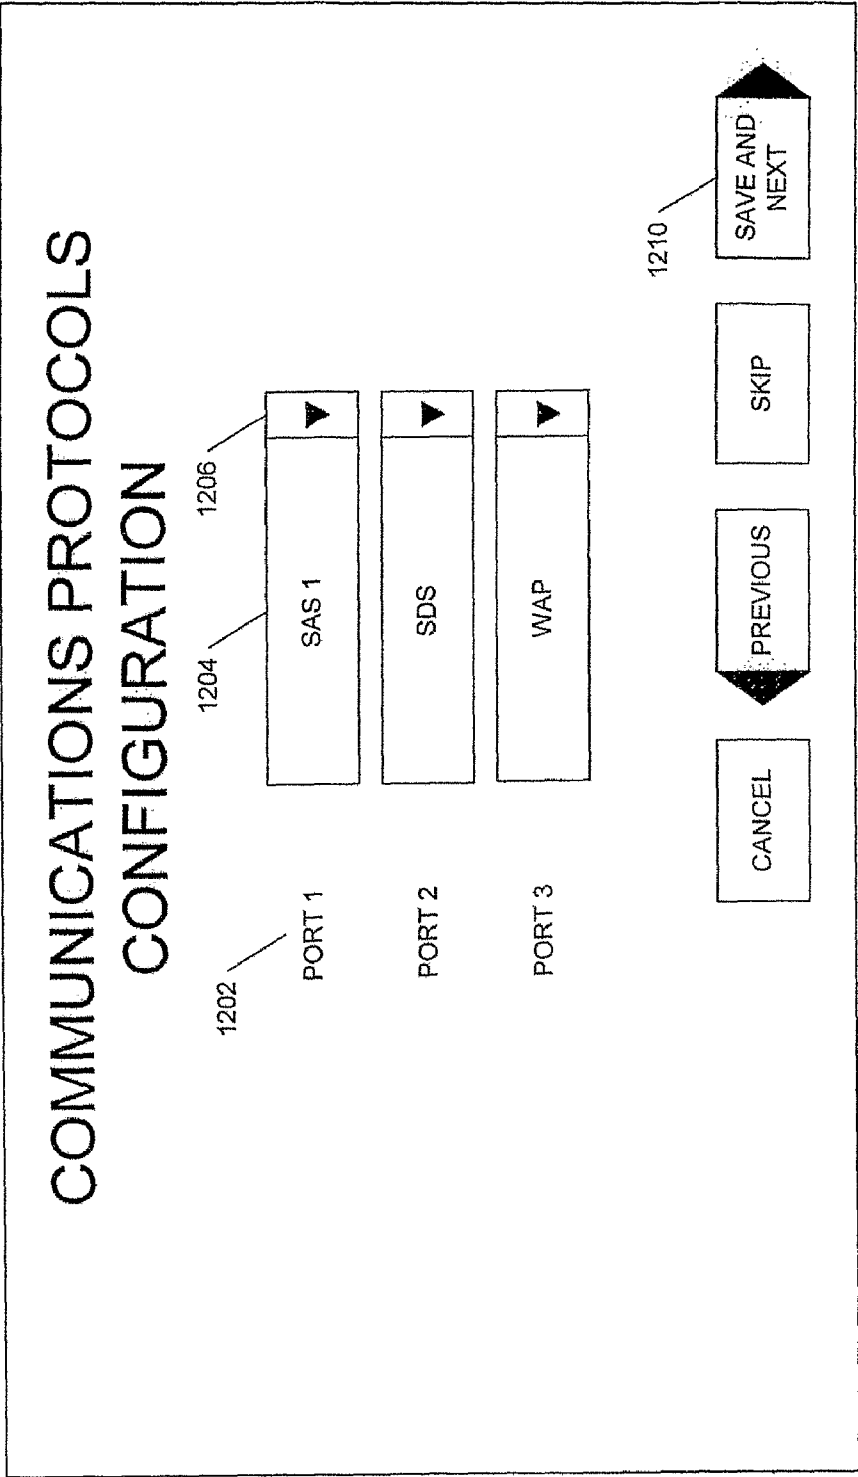 COMMUNICATIONS PROTOCOLS
CONFIGURATION
1202
1204
1206
PORT 1
SAS 1
PORT 2
SDS
PORT 3
WAP
1210
CANCEL
PREVIOUS
SKIP
SAVE AND
NEXT